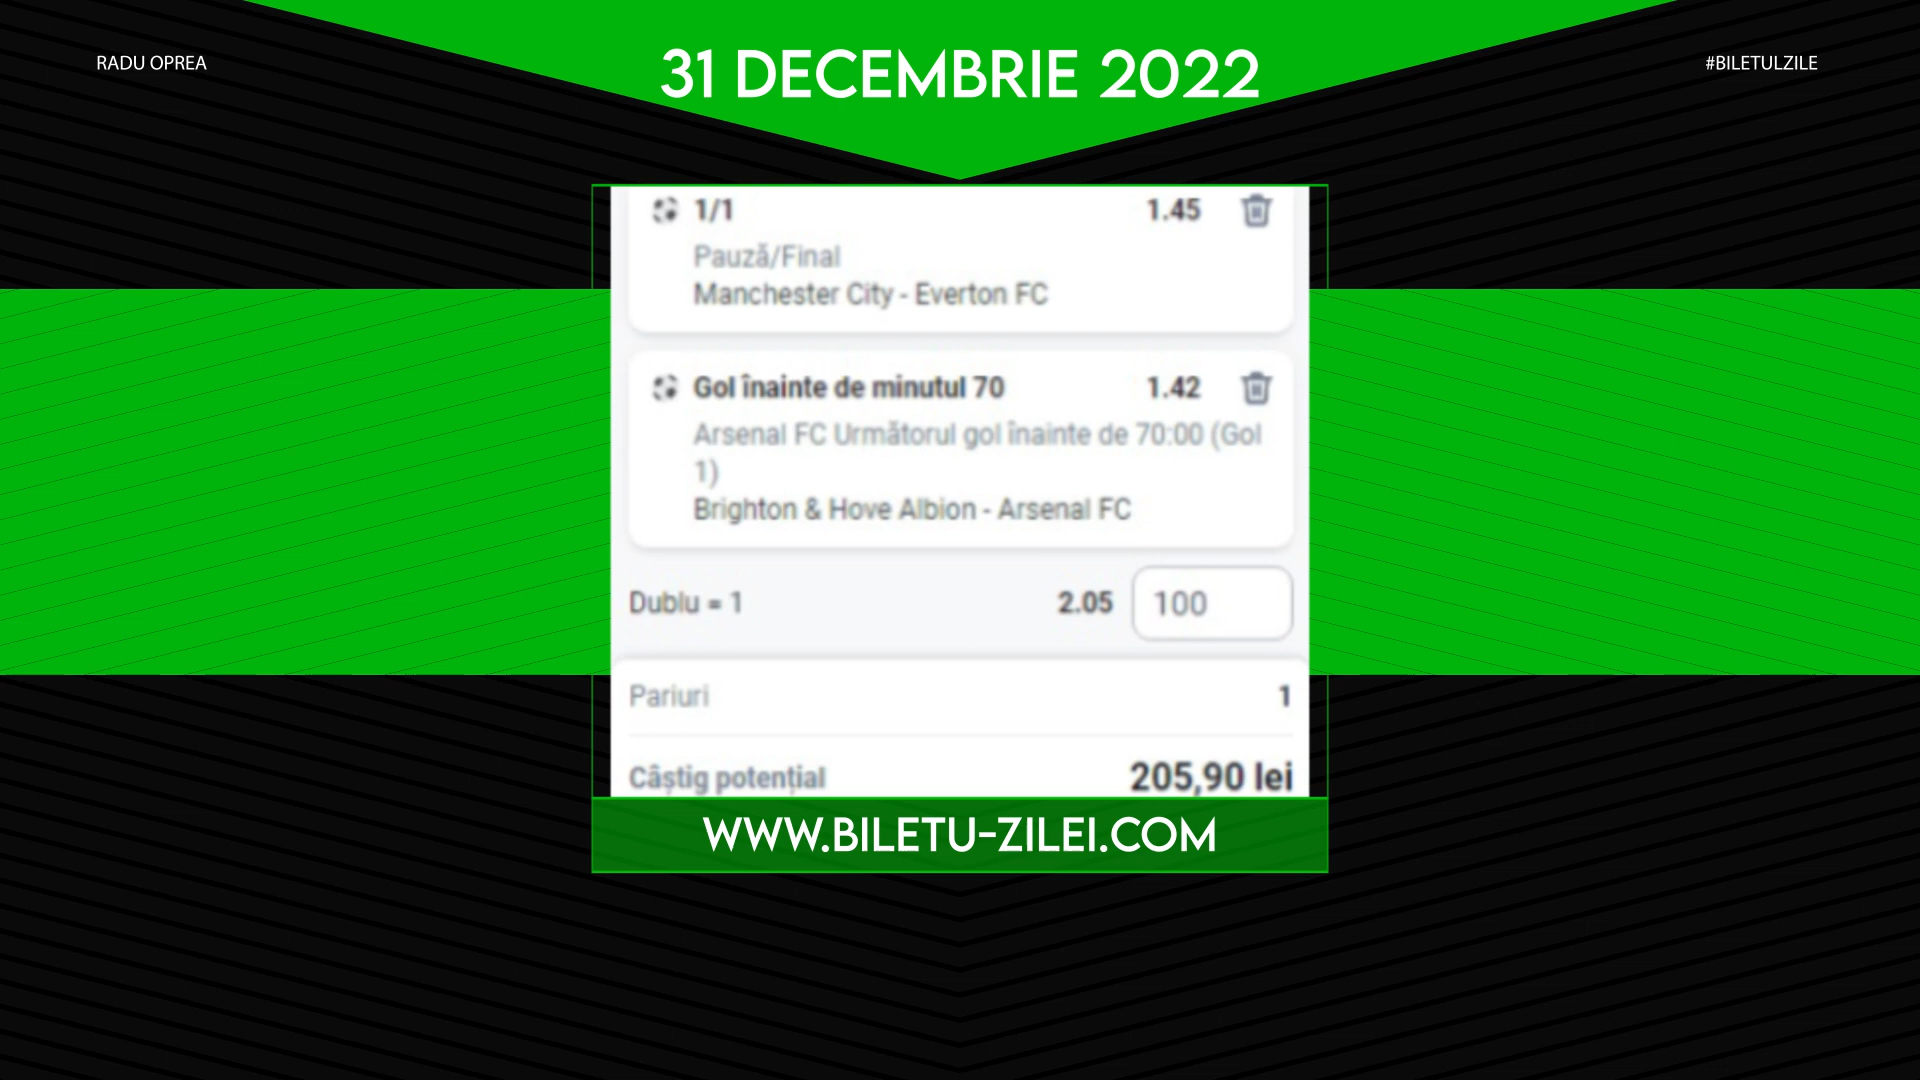 RADU OPREA
31 DECEMBRIE 2022
#BILETULZILE
1/1 1.45
Pauză/Final
Manchester City - Everton FC
Gol înainte de minutul 70 1.42
Arsenal FC Următorul gol înainte de 70:00 (Gol
1)
Brighton & Hove Albion - Arsenal FC
Dublu = 1 2.05 100
Pariuri 1
Câștig potențial 205,90 lei
WWW.BILETU-ZILEI.COM